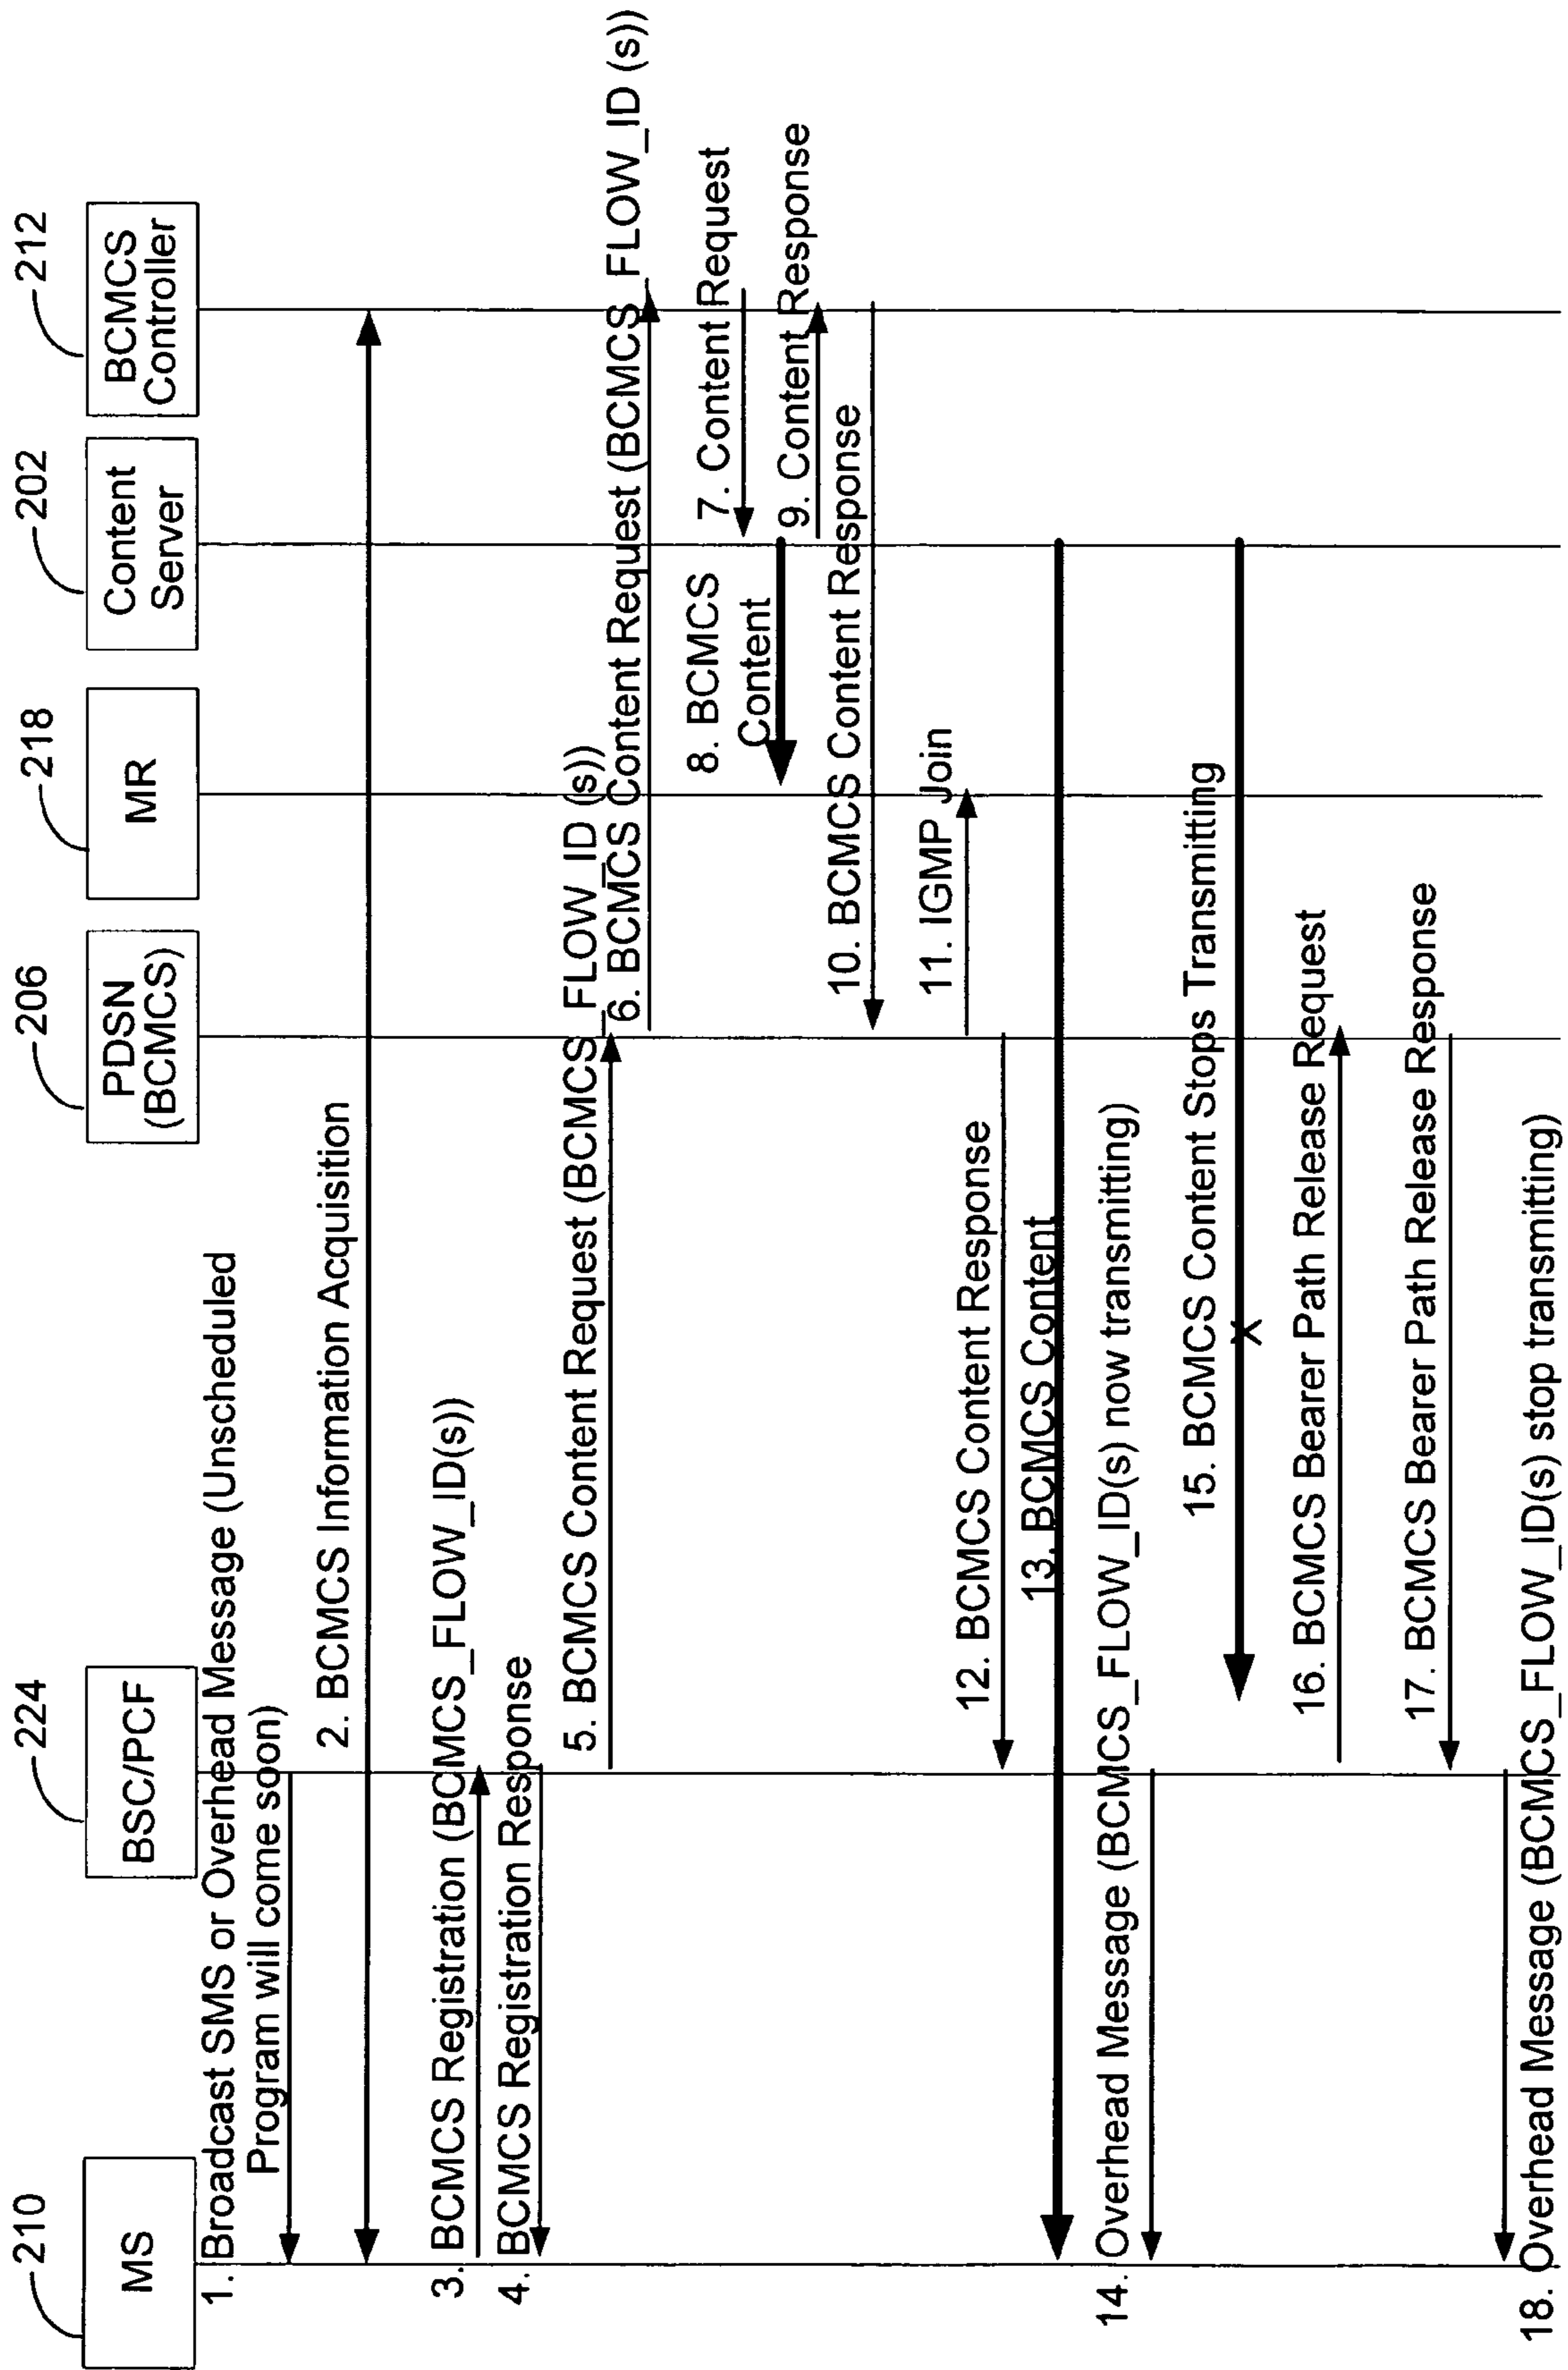 210
224
206
218
202
212
MS
BSC/PCF
PDSN
(BCMCS)
MR
Content
Server
BCMCS
Controller
1. Broadcast SMS or Overhead Message (Unscheduled
Program will come soon)
2. BCMCS Information Acquisition
3. BCMCS Registration (BCMCS_FLOW_ID(s))
4. BCMCS Registration Response
5. BCMCS Content Request (BCMCS_FLOW_ID (s))
6. BCMCS Content Request (BCMCS_FLOW_ID (s))
7. Content Request
8. BCMCS
Content
9. Content Response
10. BCMCS Content Response
11. IGMP Join
12. BCMCS Content Response
13. BCMCS Content
14. Overhead Message (BCMCS_FLOW_ID(s) now transmitting)
15. BCMCS Content Stops Transmitting
X
16. BCMCS Bearer Path Release Request
17. BCMCS Bearer Path Release Response
18. Overhead Message (BCMCS_FLOW_ID(s) stop transmitting)